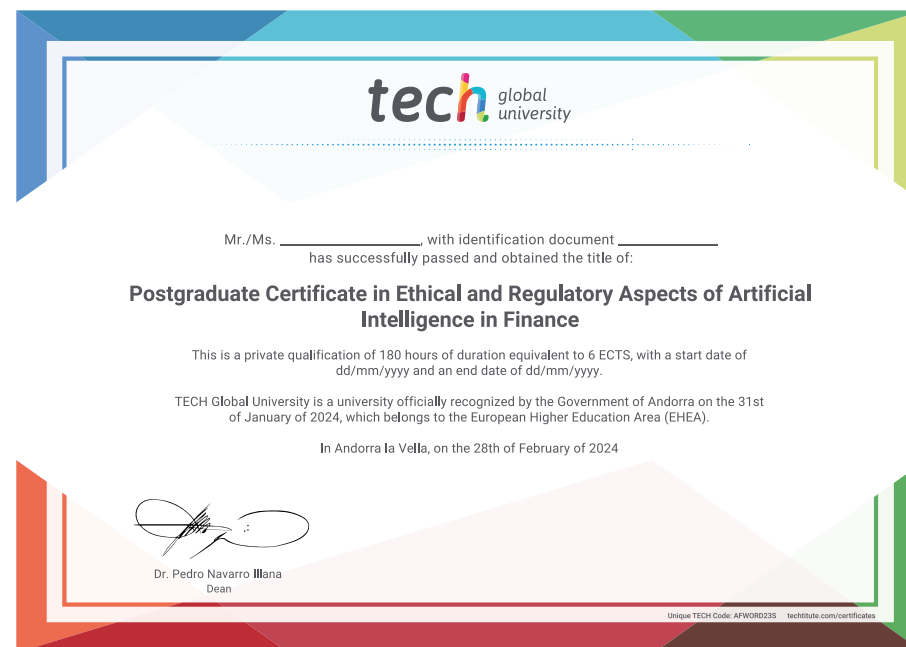 tech global university
Mr./Ms. ____________, with identification document ____________
has successfully passed and obtained the title of:
Postgraduate Certificate in Ethical and Regulatory Aspects of Artificial
Intelligence in Finance
This is a private qualification of 180 hours of duration equivalent to 6 ECTS, with a start date of
dd/mm/yyyy and an end date of dd/mm/yyyy.
TECH Global University is a university officially recognized by the Government of Andorra on the 31st
of January of 2024, which belongs to the European Higher Education Area (EHEA).
In Andorra la Vella, on the 28th of February of 2024
Dr. Pedro Navarro Illana
Dean
Unique TECH Code: AFWORD23S techtitute.com/certificates